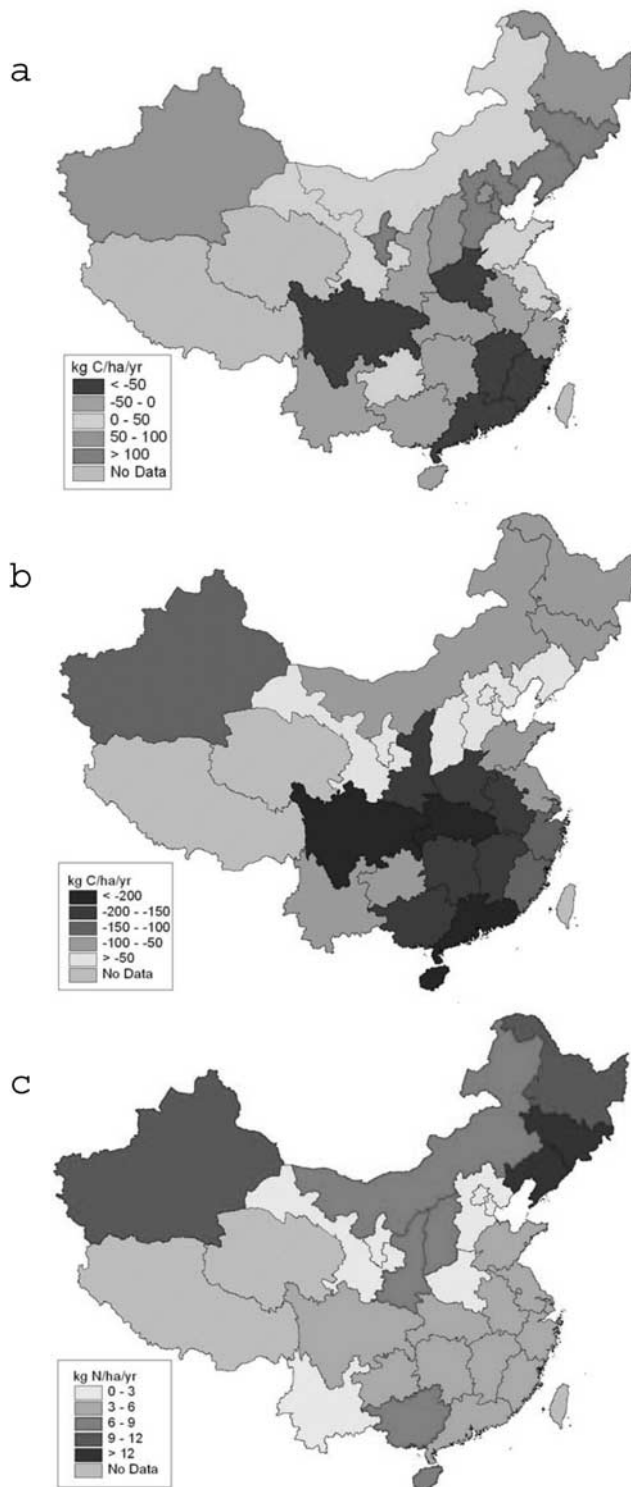 a
kg C/ha/yr
< -50
-50 - 0
0 - 50
50 - 100
> 100
No Data
b
kg C/ha/yr
< -200
-200 - -150
-150 - -100
-100 - -50
> -50
No Data
c
kg N/ha/yr
0 - 3
3 - 6
6 - 9
9 - 12
> 12
No Data